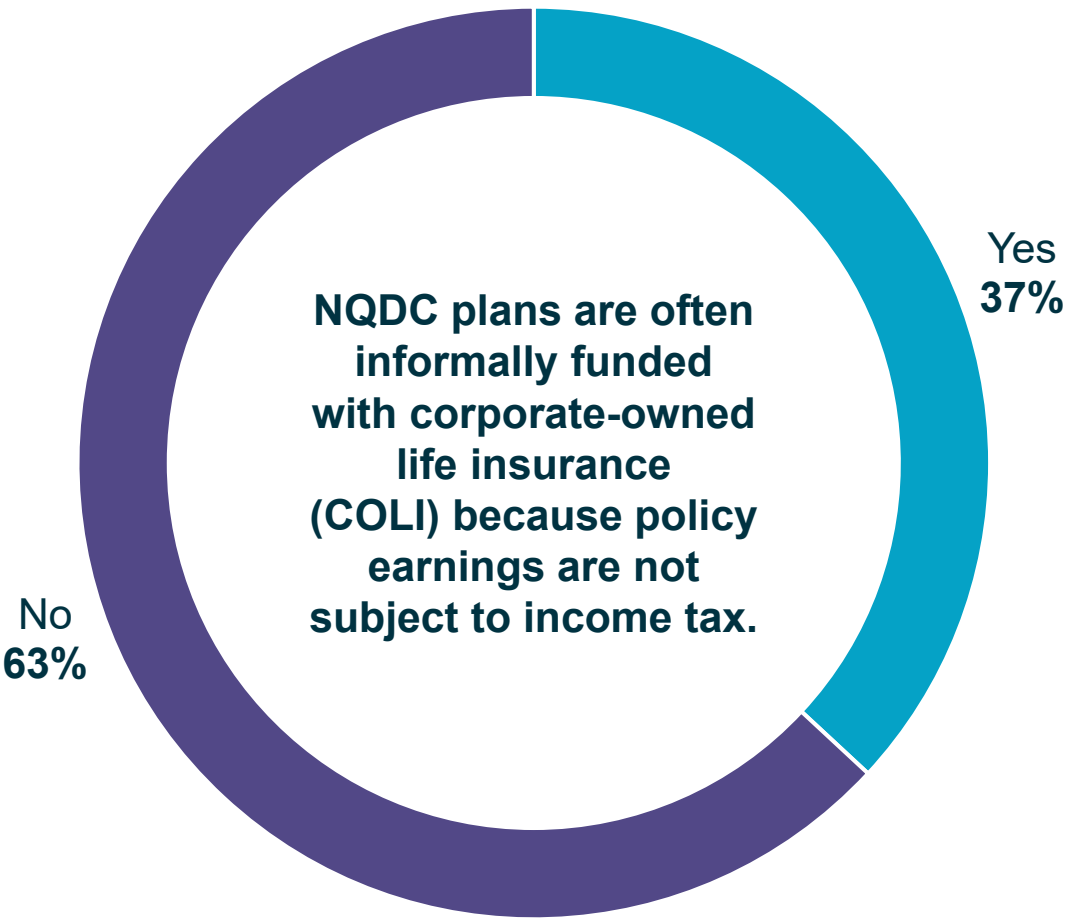 Yes
37%
NQDC plans are often
informally funded
with corporate-owned
life insurance
(COLI) because policy
earnings are not
subject to income tax.
No
63%